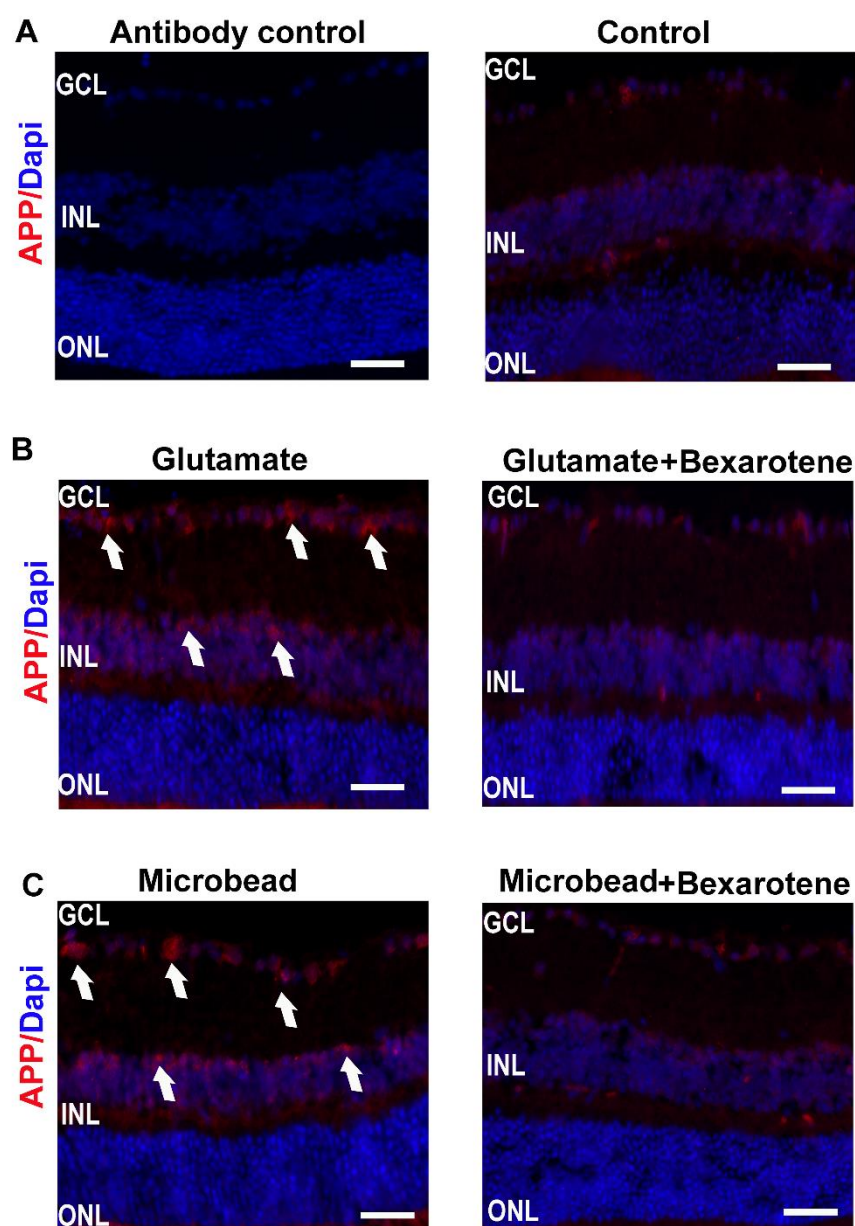 A
Antibody control
Control
APP/Dapi
GCL
INL
ONL
GCL
INL
ONL
B
Glutamate
Glutamate+Bexarotene
APP/Dapi
GCL
INL
ONL
GCL
INL
ONL
C
Microbead
Microbead+Bexarotene
APP/Dapi
GCL
INL
ONL
GCL
INL
ONL